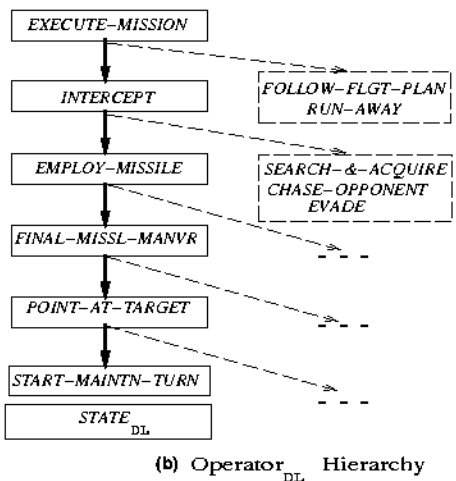 EXECUTE-MISSION
FOLLOW-FLGT-PLAN
RUN-AWAY
INTERCEPT
EMPLOY-MISSILE
SEARCH-&-ACQUIRE
CHASE-OPPONENT
EVADE
FINAL-MISSL-MANVR
- - -
POINT-AT-TARGET
- - -
START-MAINTN-TURN
- - -
STATE DL
(b) Operator DL Hierarchy